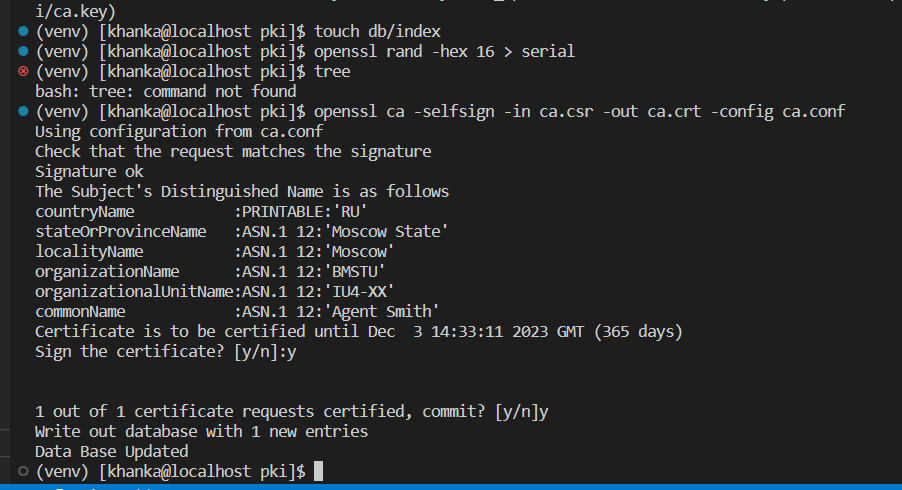 i/ca.key)
(venv) [khanka@localhost pki]$ touch db/index
(venv) [khanka@localhost pki]$ openssl rand -hex 16 > serial
(venv) [khanka@localhost pki]$ tree
bash: tree: command not found
(venv) [khanka@localhost pki]$ openssl ca -selfsign -in ca.csr -out ca.crt -config ca.conf
Using configuration from ca.conf
Check that the request matches the signature
Signature ok
The Subject's Distinguished Name is as follows
countryName           :PRINTABLE:'RU'
stateOrProvinceName   :ASN.1 12:'Moscow State'
localityName          :ASN.1 12:'Moscow'
organizationName      :ASN.1 12:'BMSTU'
organizationalUnitName:ASN.1 12:'IU4-XX'
commonName            :ASN.1 12:'Agent Smith'
Certificate is to be certified until Dec  3 14:33:11 2023 GMT (365 days)
Sign the certificate? [y/n]:y
1 out of 1 certificate requests certified, commit? [y/n]y
Write out database with 1 new entries
Data Base Updated
(venv) [khanka@localhost pki]$